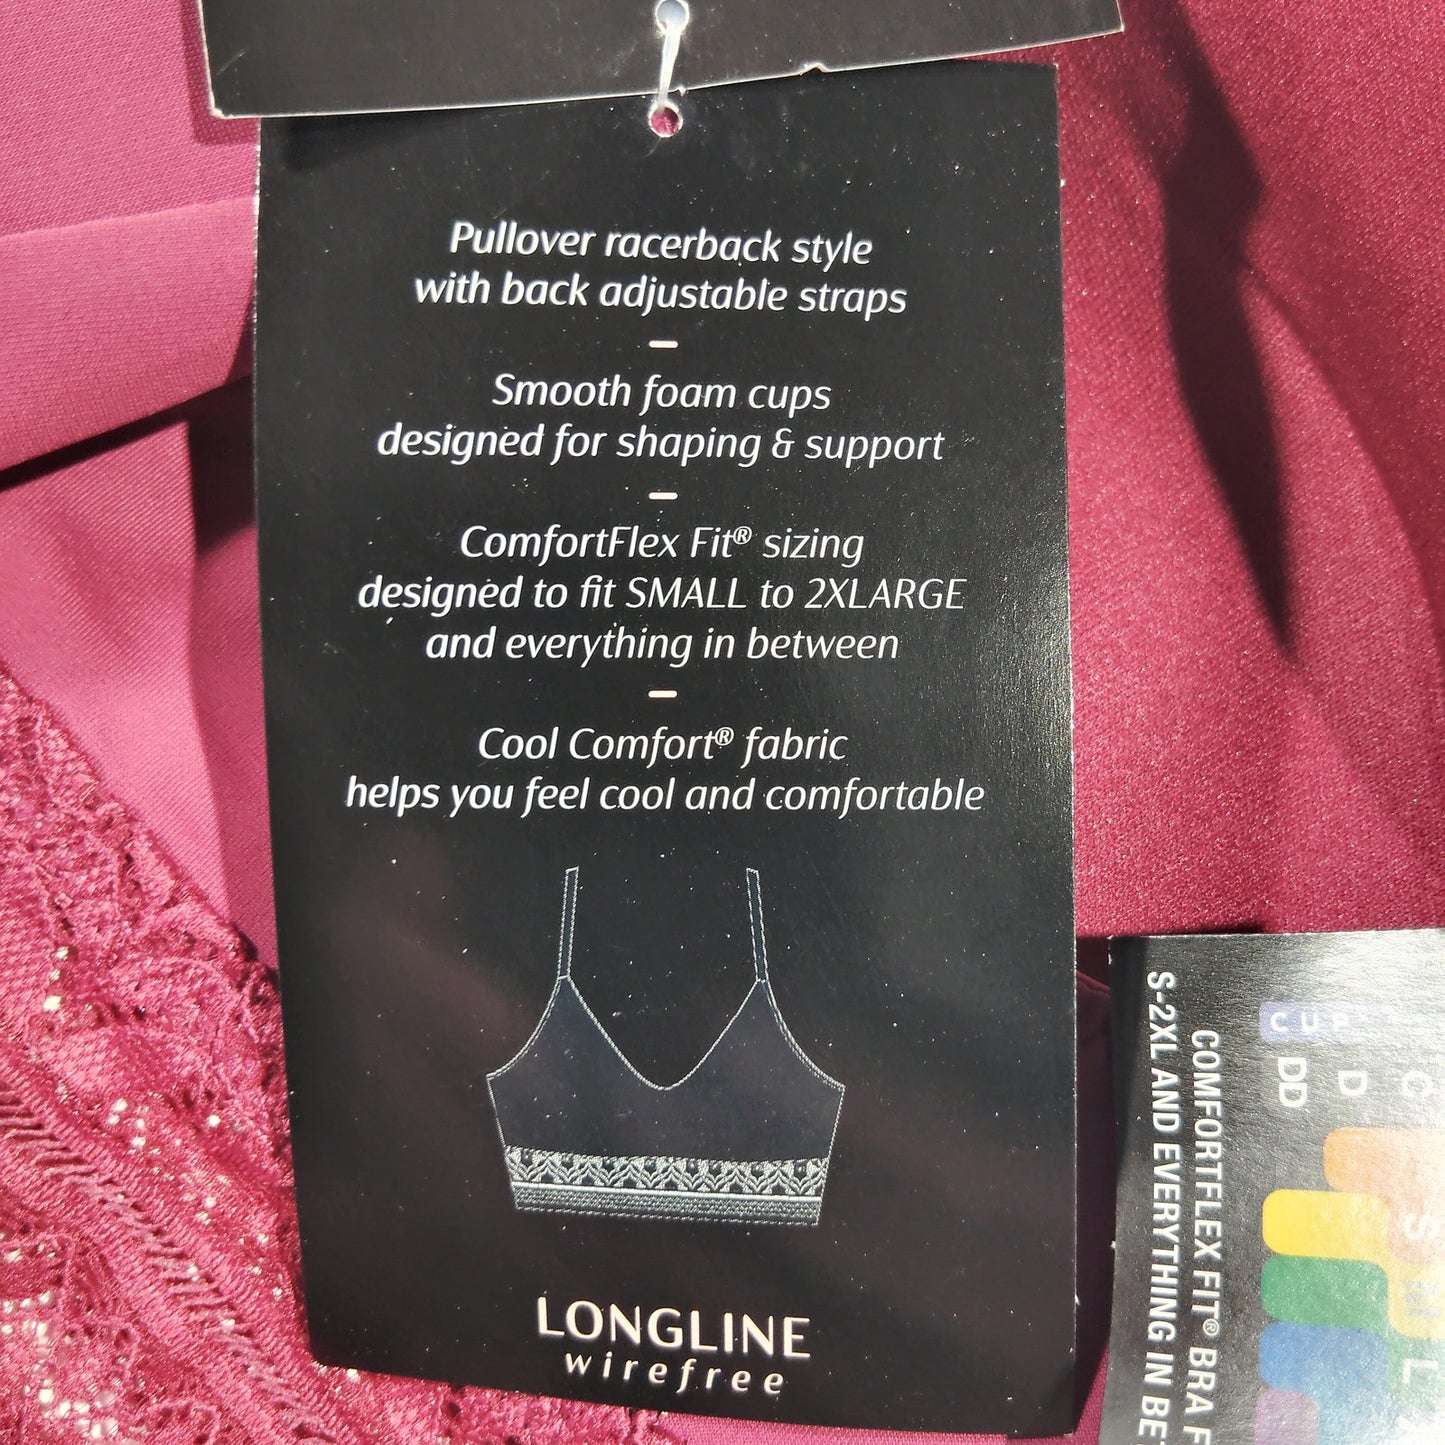 Pullover racerback style
with back adjustable straps
Smooth foam cups
designed for shaping & support
ComfortFlex Fit® sizing
designed to fit SMALL to 2XLARGE
and everything in between
Cool Comfort® fabric
helps you feel cool and comfortable
LONGLINE
wirefree
COMFORTFLEX FIT® BRA
S-2XL AND EVERYTHING IN
CUP
C
D
DD
S
L